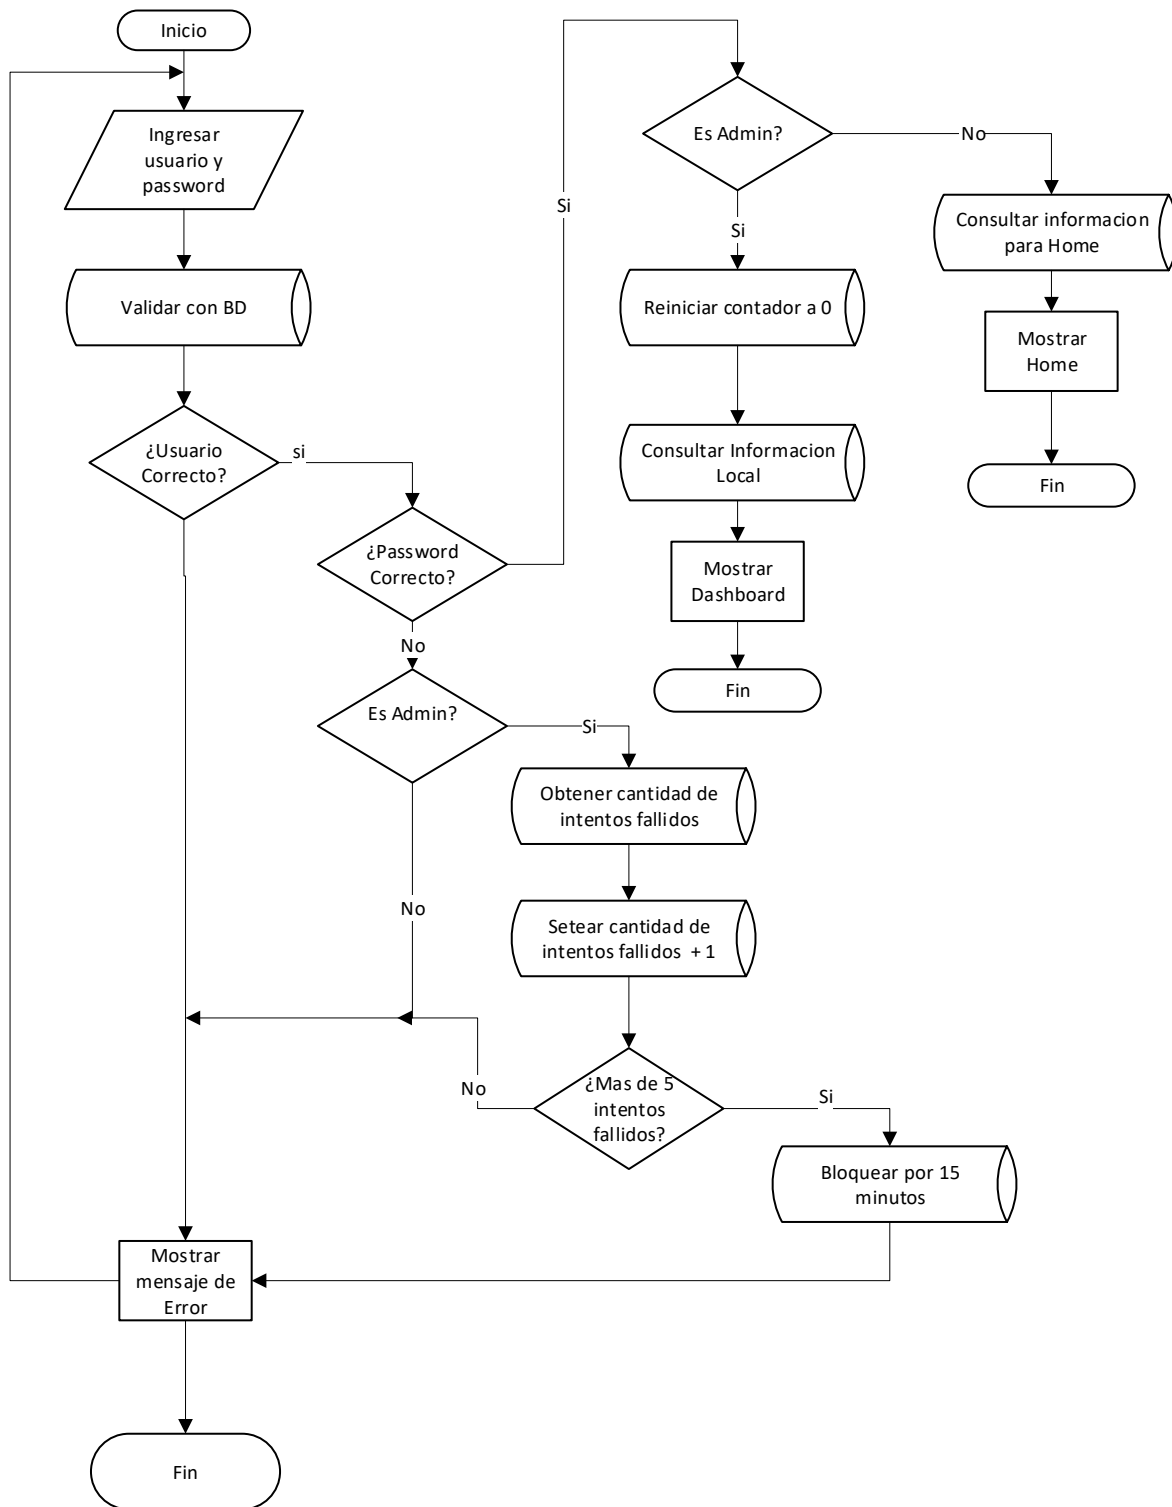 Inicio
Ingresar
usuario y
password
Validar con BD
¿Usuario
Correcto?
si
¿Password
Correcto?
Si
No
Es Admin?
No
Si
Consultar informacion
para Home
Mostrar
Home
Fin
Reiniciar contador a 0
Consultar Informacion
Local
Mostrar
Dashboard
Fin
Es Admin?
Si
No
Obtener cantidad de
intentos fallidos
Setear cantidad de
intentos fallidos + 1
¿Mas de 5
intentos
fallidos?
No
Si
Bloquear por 15
minutos
Mostrar
mensaje de
Error
Fin